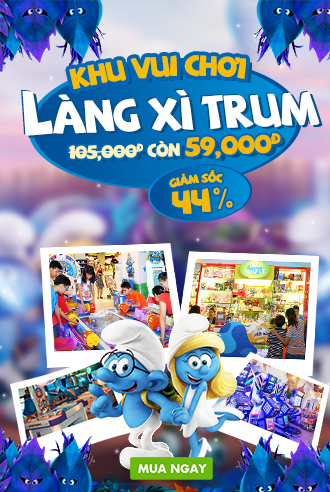 KHU VUI CHƠI
LÀNG XÌ TRUM
105,000đ CÒN 59,000đ
GIẢM SỐC
44%
MUA NGAY